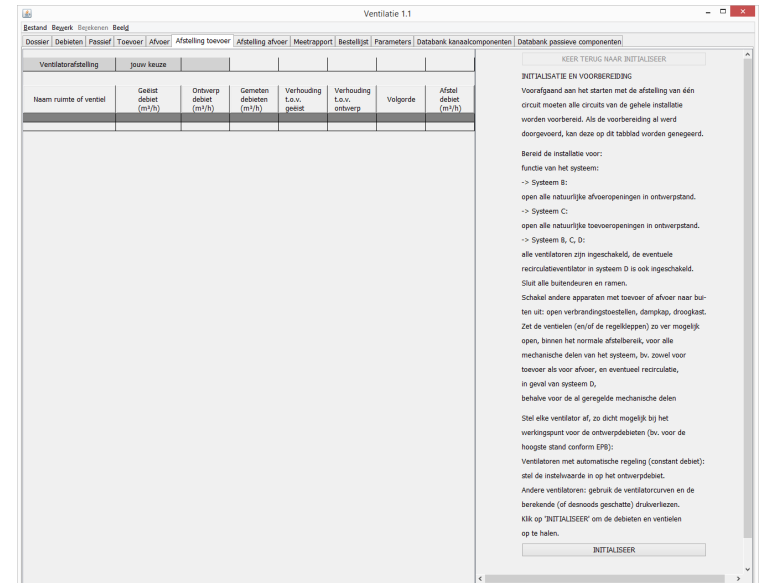 Ventilatie 1.1
Bestand Bewerk Berekenen Beeld
Dossier Debieten Passief Toevoer Afvoer Afstelling toevoer Afstelling afvoer Meetrapport Bestellijst Parameters Databank kanaalcomponenten Databank passieve componenten
Ventilatorafstelling jouw keuze
Naam ruimte of ventiel
Geëist
debiet
(m³/h)
Ontwerp
debiet
(m³/h)
Gemeten
debieten
(m³/h)
Verhouding
t.o.v.
geëist
Verhouding
t.o.v.
ontwerp
Volgorde
Afstel
debiet
(m³/h)
KEER TERUG NAAR INITIALISEER
INITIALISATIE EN VOORBEREIDING
Voorafgaand aan het starten met de afstelling van één
circuit moeten alle circuits van de gehele installatie
worden voorbereid. Als de voorbereiding al werd
doorgevoerd, kan deze op dit tabblad worden genegeerd.
Bereid de installatie voor:
functie van het systeem:
-> Systeem B:
open alle natuurlijke afvoeropeningen in ontwerpstand.
-> Systeem C:
open alle natuurlijke toevoeropeningen in ontwerpstand.
-> Systeem B, C, D:
alle ventilatoren zijn ingeschakeld, de eventuele
recirculatieventilator in systeem D is ook ingeschakeld.
Sluit alle buitendeuren en ramen.
Schakel andere apparaten met toevoer of afvoer naar bui-
ten uit: open verbrandingstoestellen, dampkap, droogkast.
Zet de ventielen (en/of de regelkleppen) zo ver mogelijk
open, binnen het normale afstelbereik, voor alle
mechanische delen van het systeem, bv. zowel voor
toevoer als voor afvoer, en eventueel recirculatie,
in geval van systeem D,
behalve voor de al geregelde mechanische delen
Stel elke ventilator af, zo dicht mogelijk bij het
werkingspunt voor de ontwerpdebieten (bv. voor de
hoogste stand conform EPB):
Ventilatoren met automatische regeling (constant debiet):
stel de instelwaarde in op het ontwerpdebiet.
Andere ventilatoren: gebruik de ventilatorcurven en de
berekende (of desnoods geschatte) drukverliezen.
Klik op 'INITIALISEER' om de debieten en ventielen
op te halen.
INITIALISEER